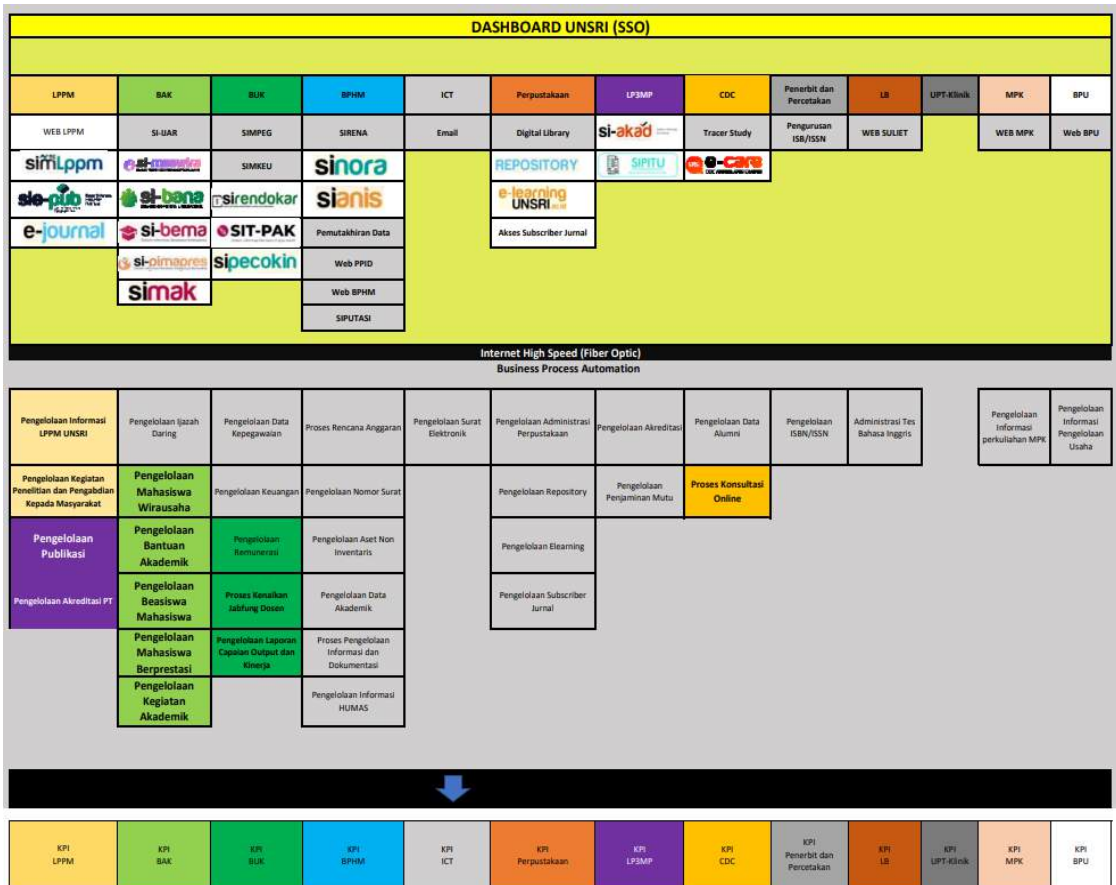 DASHBOARD UNSRI (SSO)
LPPM
BAK
BUK
BPHM
ICT
Perpustakaan
LP3MP
CDC
Penerbit dan
Percetakan
LB
UPT-Klinik
MPK
BPU
WEB LPPM
SI-IJAR
SIMPEG
SIRENA
Email
Digital Library
si-akad
Tracer Study
Pengurusan
ISB/ISSN
WEB SULIET
WEB MPK
Web BPU
simLppm
e-si-mawira
SIMKEU
sinora
REPOSITORY
SIPITU
e-care
sie-pub
si-bana
sirendokar
sianis
e-learning
UNSRI
e-journal
si-bema
SIT-PAK
Pemutakhiran Data
Akses Subscriber Jurnal
si-pimapres
sipecokin
Web PPID
simak
Web BPHM
SIPUTASI
Internet High Speed (Fiber Optic)
Business Process Automation
Pengelolaan Informasi
LPPM UNSRI
Pengelolaan Ijazah
Daring
Pengelolaan Data
Kepegawaian
Proses Rencana Anggaran
Pengelolaan Surat
Elektronik
Pengelolaan Administrasi
Perpustakaan
Pengelolaan Akreditasi
Pengelolaan Data
Alumni
Pengelolaan
ISBN/ISSN
Administrasi Tes
Bahasa Inggris
Pengelolaan
Informasi
perkuliahan MPK
Pengelolaan
Informasi
Pengelolaan
Usaha
Pengelolaan Kegiatan
Penelitian dan Pengabdian
Kepada Masyarakat
Pengelolaan
Mahasiswa
Wirausaha
Pengelolaan Keuangan
Pengelolaan Nomor Surat
Pengelolaan Repository
Pengelolaan
Penjaminan Mutu
Proses Konsultasi
Online
Pengelolaan
Publikasi
Pengelolaan
Bantuan
Akademik
Pengelolaan
Remunerasi
Pengelolaan Aset Non
Inventaris
Pengelolaan Elearning
Pengelolaan Akreditasi PT
Pengelolaan
Beasiswa
Mahasiswa
Proses Kenaikan
Jabfung Dosen
Pengelolaan Data
Akademik
Pengelolaan Subscriber
Jurnal
Pengelolaan
Mahasiswa
Berprestasi
Pengelolaan Laporan
Capaian Output dan
Kinerja
Proses Pengelolaan
Informasi dan
Dokumentasi
Pengelolaan
Kegiatan
Akademik
Pengelolaan Informasi
HUMAS
KPI
LPPM
KPI
BAK
KPI
BUK
KPI
BPHM
KPI
ICT
KPI
Perpustakaan
KPI
LP3MP
KPI
CDC
KPI
Penerbit dan
Percetakan
KPI
LB
KPI
UPT-Klinik
KPI
MPK
KPI
BPU